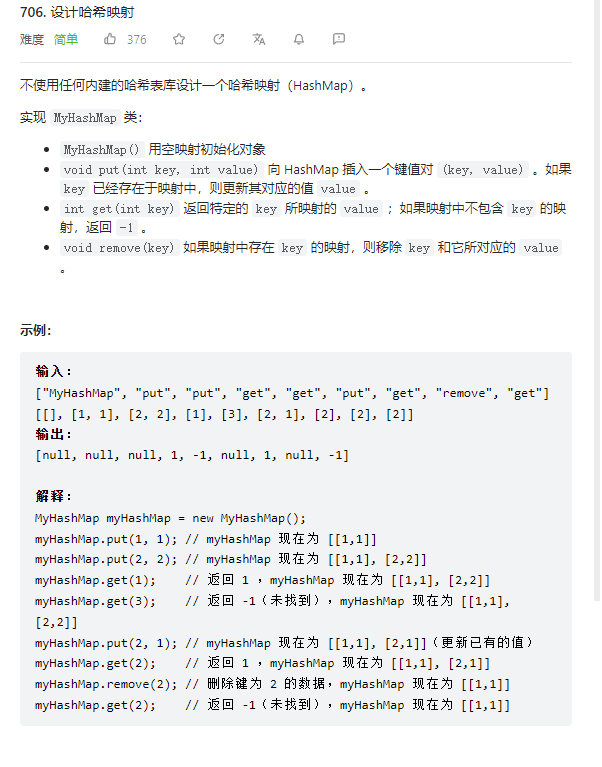 706. 设计哈希映射
难度 简单 376
不使用任何内建的哈希表库设计一个哈希映射（HashMap）。
实现 MyHashMap 类：
MyHashMap() 用空映射初始化对象
void put(int key, int value) 向 HashMap 插入一个键值对 (key, value) 。如果
key 已经存在于映射中，则更新其对应的值 value 。
int get(int key) 返回特定的 key 所映射的 value ；如果映射中不包含 key 的映
射，返回 -1 。
void remove(key) 如果映射中存在 key 的映射，则移除 key 和它所对应的 value
。
示例：
输入：
["MyHashMap", "put", "put", "get", "get", "put", "get", "remove", "get"]
[[], [1, 1], [2, 2], [1], [3], [2, 1], [2], [2], [2]]
输出：
[null, null, null, 1, -1, null, 1, null, -1]
解释：
MyHashMap myHashMap = new MyHashMap();
myHashMap.put(1, 1); // myHashMap 现在为 [[1,1]]
myHashMap.put(2, 2); // myHashMap 现在为 [[1,1], [2,2]]
myHashMap.get(1);    // 返回 1 ，myHashMap 现在为 [[1,1], [2,2]]
myHashMap.get(3);    // 返回 -1（未找到），myHashMap 现在为 [[1,1],
[2,2]]
myHashMap.put(2, 1); // myHashMap 现在为 [[1,1], [2,1]]（更新已有的值）
myHashMap.get(2);    // 返回 1 ，myHashMap 现在为 [[1,1], [2,1]]
myHashMap.remove(2); // 删除键为 2 的数据，myHashMap 现在为 [[1,1]]
myHashMap.get(2);    // 返回 -1（未找到），myHashMap 现在为 [[1,1]]